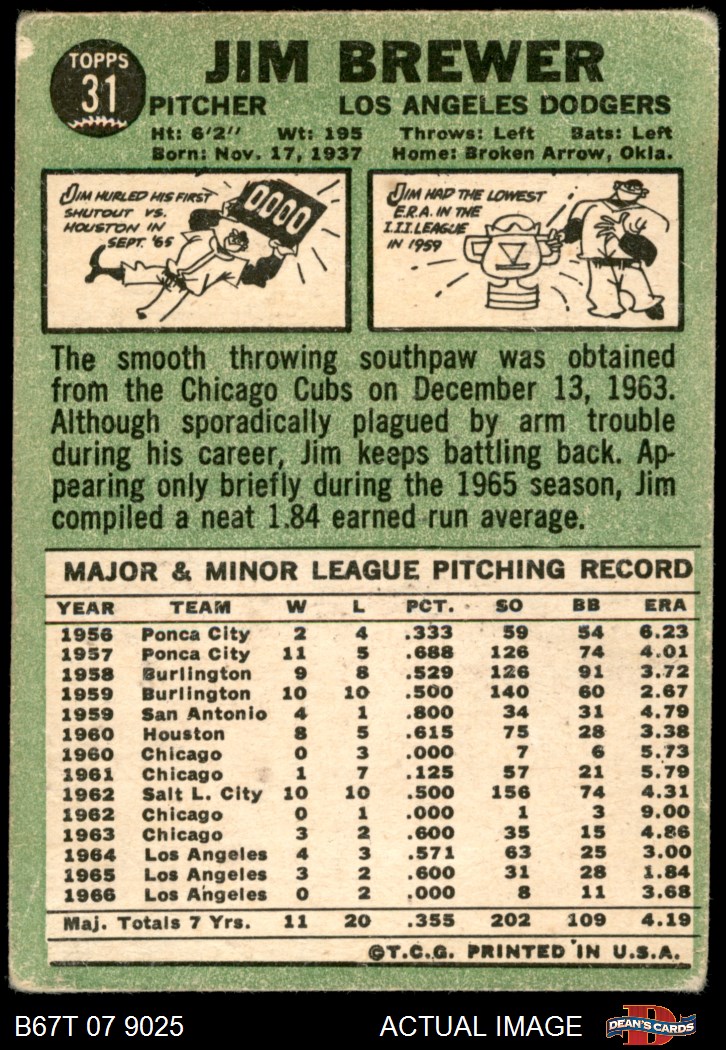 TOPPS
31
JIM BREWER
PITCHER LOS ANGELES DODGERS
Ht: 6'2" Wt: 195 Throws: Left Bats: Left
Born: Nov. 17, 1937 Home: Broken Arrow, Okla.
JIM HURLED HIS FIRST
SHUTOUT VS.
HOUSTON IN
SEPT. '65
0000
JIM HAD THE LOWEST
E.R.A. IN THE
I.I.I. LEAGUE
IN 1959
The smooth throwing southpaw was obtained
from the Chicago Cubs on December 13, 1963.
Although sporadically plagued by arm trouble
during his career, Jim keeps battling back. Ap-
pearing only briefly during the 1965 season, Jim
compiled a neat 1.84 earned run average.
MAJOR & MINOR LEAGUE PITCHING RECORD
YEAR TEAM W L PCT. SO BB ERA
1956 Ponca City 2 4 .333 59 54 6.23
1957 Ponca City 11 5 .688 126 74 4.01
1958 Burlington 9 8 .529 126 91 3.72
1959 Burlington 10 10 .500 140 60 2.67
1959 San Antonio 4 1 .800 34 31 4.79
1960 Houston 8 5 .615 75 28 3.38
1960 Chicago 0 3 .000 7 6 5.73
1961 Chicago 1 7 .125 57 21 5.79
1962 Salt L. City 10 10 .500 156 74 4.31
1962 Chicago 0 1 .000 1 3 9.00
1963 Chicago 3 2 .600 35 15 4.86
1964 Los Angeles 4 3 .571 63 25 3.00
1965 Los Angeles 3 2 .600 31 28 1.84
1966 Los Angeles 0 2 .000 8 11 3.68
Maj. Totals 7 Yrs. 11 20 .355 202 109 4.19
©T.C.G. PRINTED IN U.S.A.
B67T 07 9025 ACTUAL IMAGE
D
DEAN'S CARDS